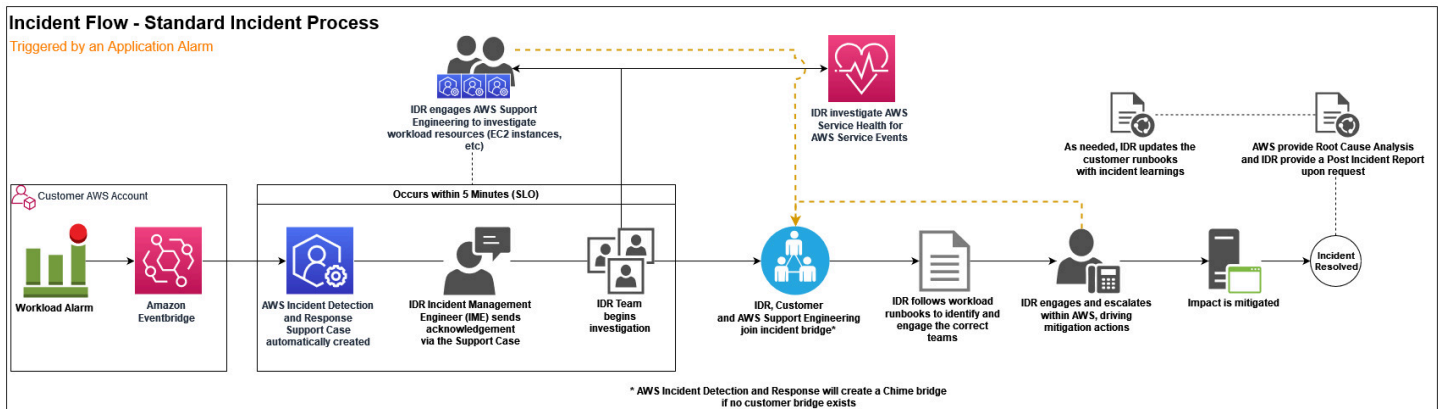 Incident Flow - Standard Incident Process
Triggered by an Application Alarm
IDR engages AWS Support
Engineering to investigate
workload resources (EC2 instances,
etc)
IDR investigate AWS
Service Health for
AWS Service Events
As needed, IDR updates the
customer runbooks
with incident learnings
AWS provide Root Cause Analysis
and IDR provide a Post Incident Report
upon request
Customer AWS Account
Occurs within 5 Minutes (SLO)
Workload Alarm
Amazon
Eventbridge
AWS Incident Detection
and Response
Support Case
automatically created
IDR Incident Management
Engineer (IME) sends
acknowledgement
via the Support Case
IDR Team
begins
investigation
IDR, Customer
and AWS Support Engineering
join incident bridge*
IDR follows workload
runbooks to identify and
engage the correct
teams
IDR engages and escalates
within AWS, driving
mitigation actions
Impact is mitigated
Incident
Resolved
* AWS Incident Detection and Response will create a Chime bridge
if no customer bridge exists